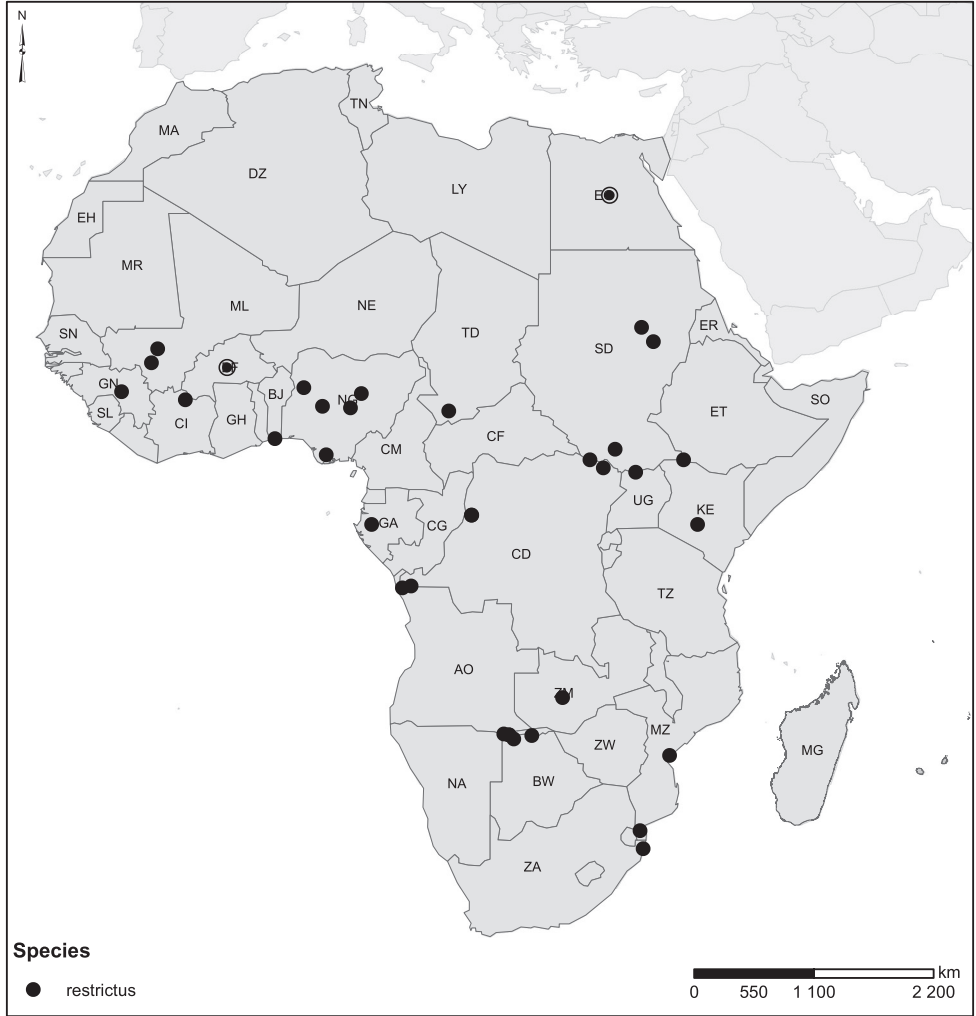 N
TN
MA
DZ
LY
EH
MR
ML
NE
TD
SN
SD
ER
GN
BJ
SO
SL
CI
GH
CM
CF
ET
UG
KE
GA
CG
CD
TZ
AO
ZM
MZ
ZW
MG
NA
BW
ZA
Species
restrictus
km
0 550 1 100 2 200